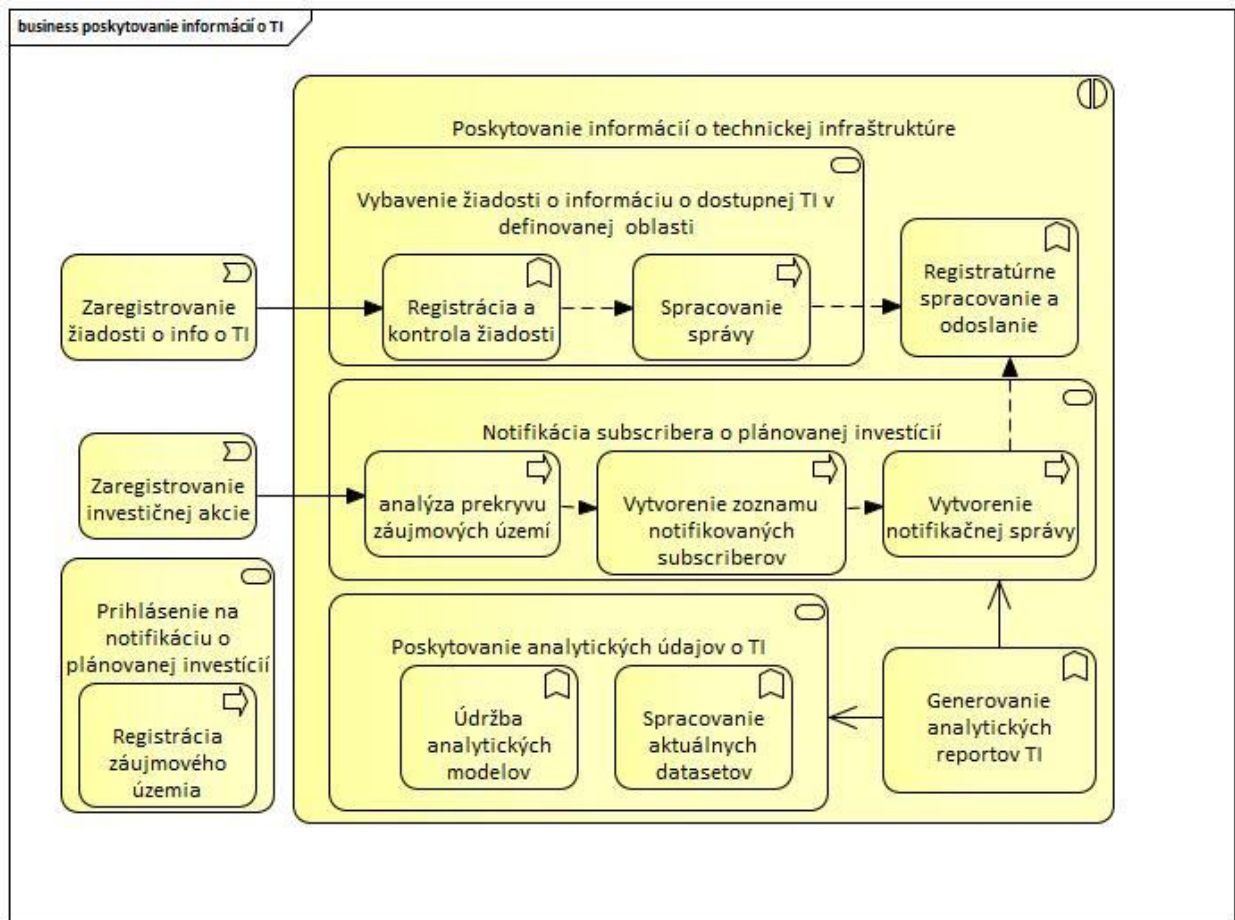 business poskytovanie informácií o TI
Poskytovanie informácií o technickej infraštruktúre
Vybavenie žiadosti o informáciu o dostupnej TI v
definovanej oblasti
Zaregistrovanie
žiadosti o info o TI
Registrácia a
kontrola žiadosti
Spracovanie
správy
Registratúrne
spracovanie a
odoslanie
Notifikácia subscribera o plánovanej investícií
Zaregistrovanie
investičnej akcie
analýza prekryvu
záujmových území
Vytvorenie zoznamu
notifikovaných
subscriberov
Vytvorenie
notifikačnej správy
Prihlásenie na
notifikáciu o
plánovanej investícií
Registrácia
záujmového
územia
Poskytovanie analytických údajov o TI
Údržba
analytických
modelov
Spracovanie
aktuálnych
datasetov
Generovanie
analytických
reportov TI